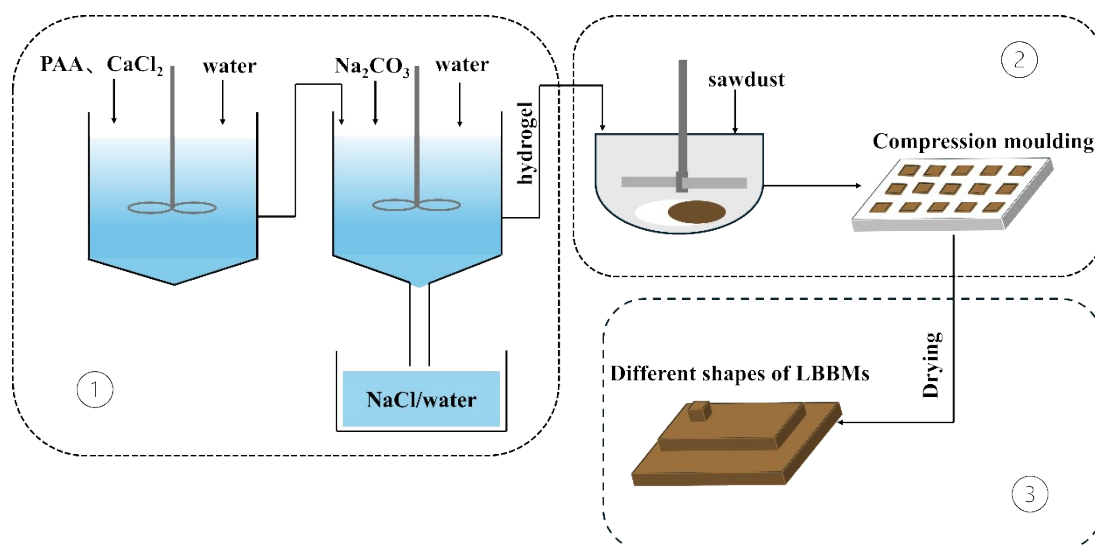 PAA、CaCl₂
water
Na₂CO₃
water
hydrogel
NaCl/water
①
②
sawdust
Compression moulding
Drying
Different shapes of LBBMs
③